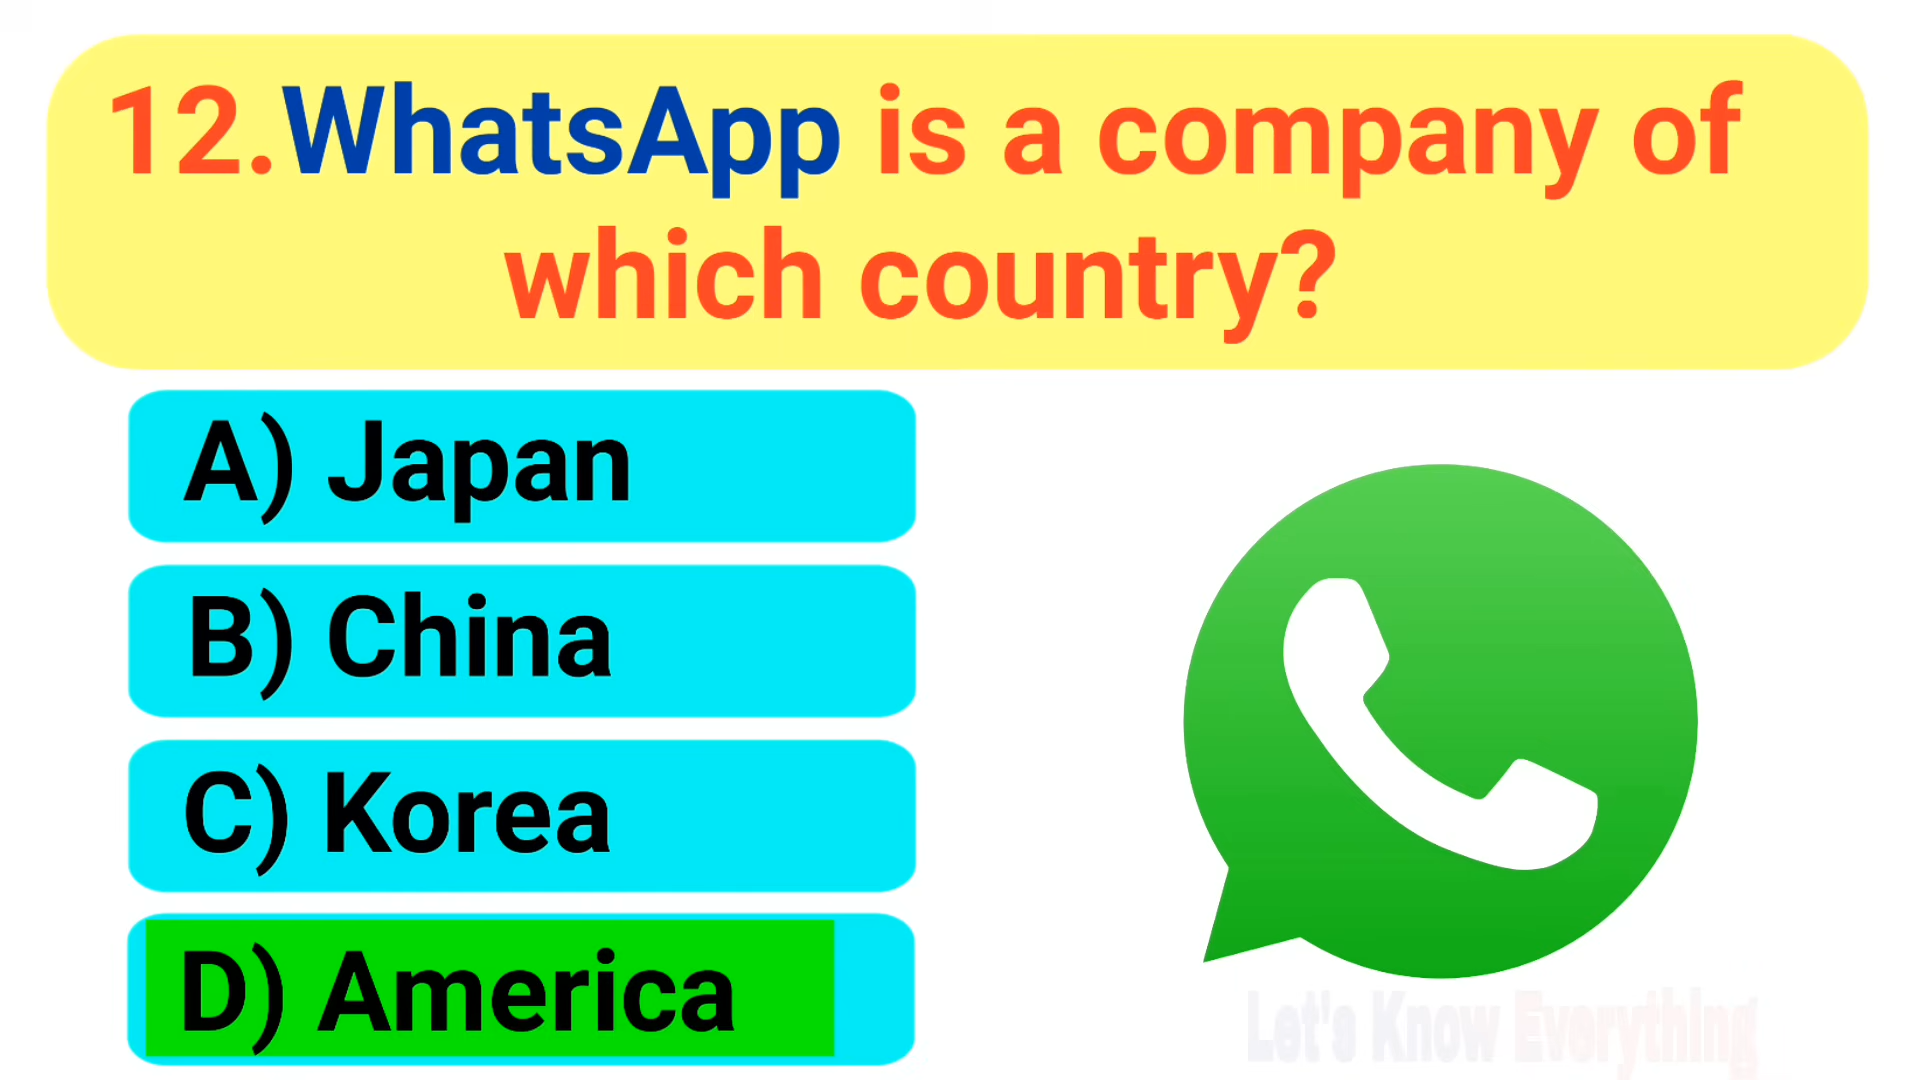 12.WhatsApp is a company of
which country?
A) Japan
B) China
C) Korea
D) America
Let's Know Everything